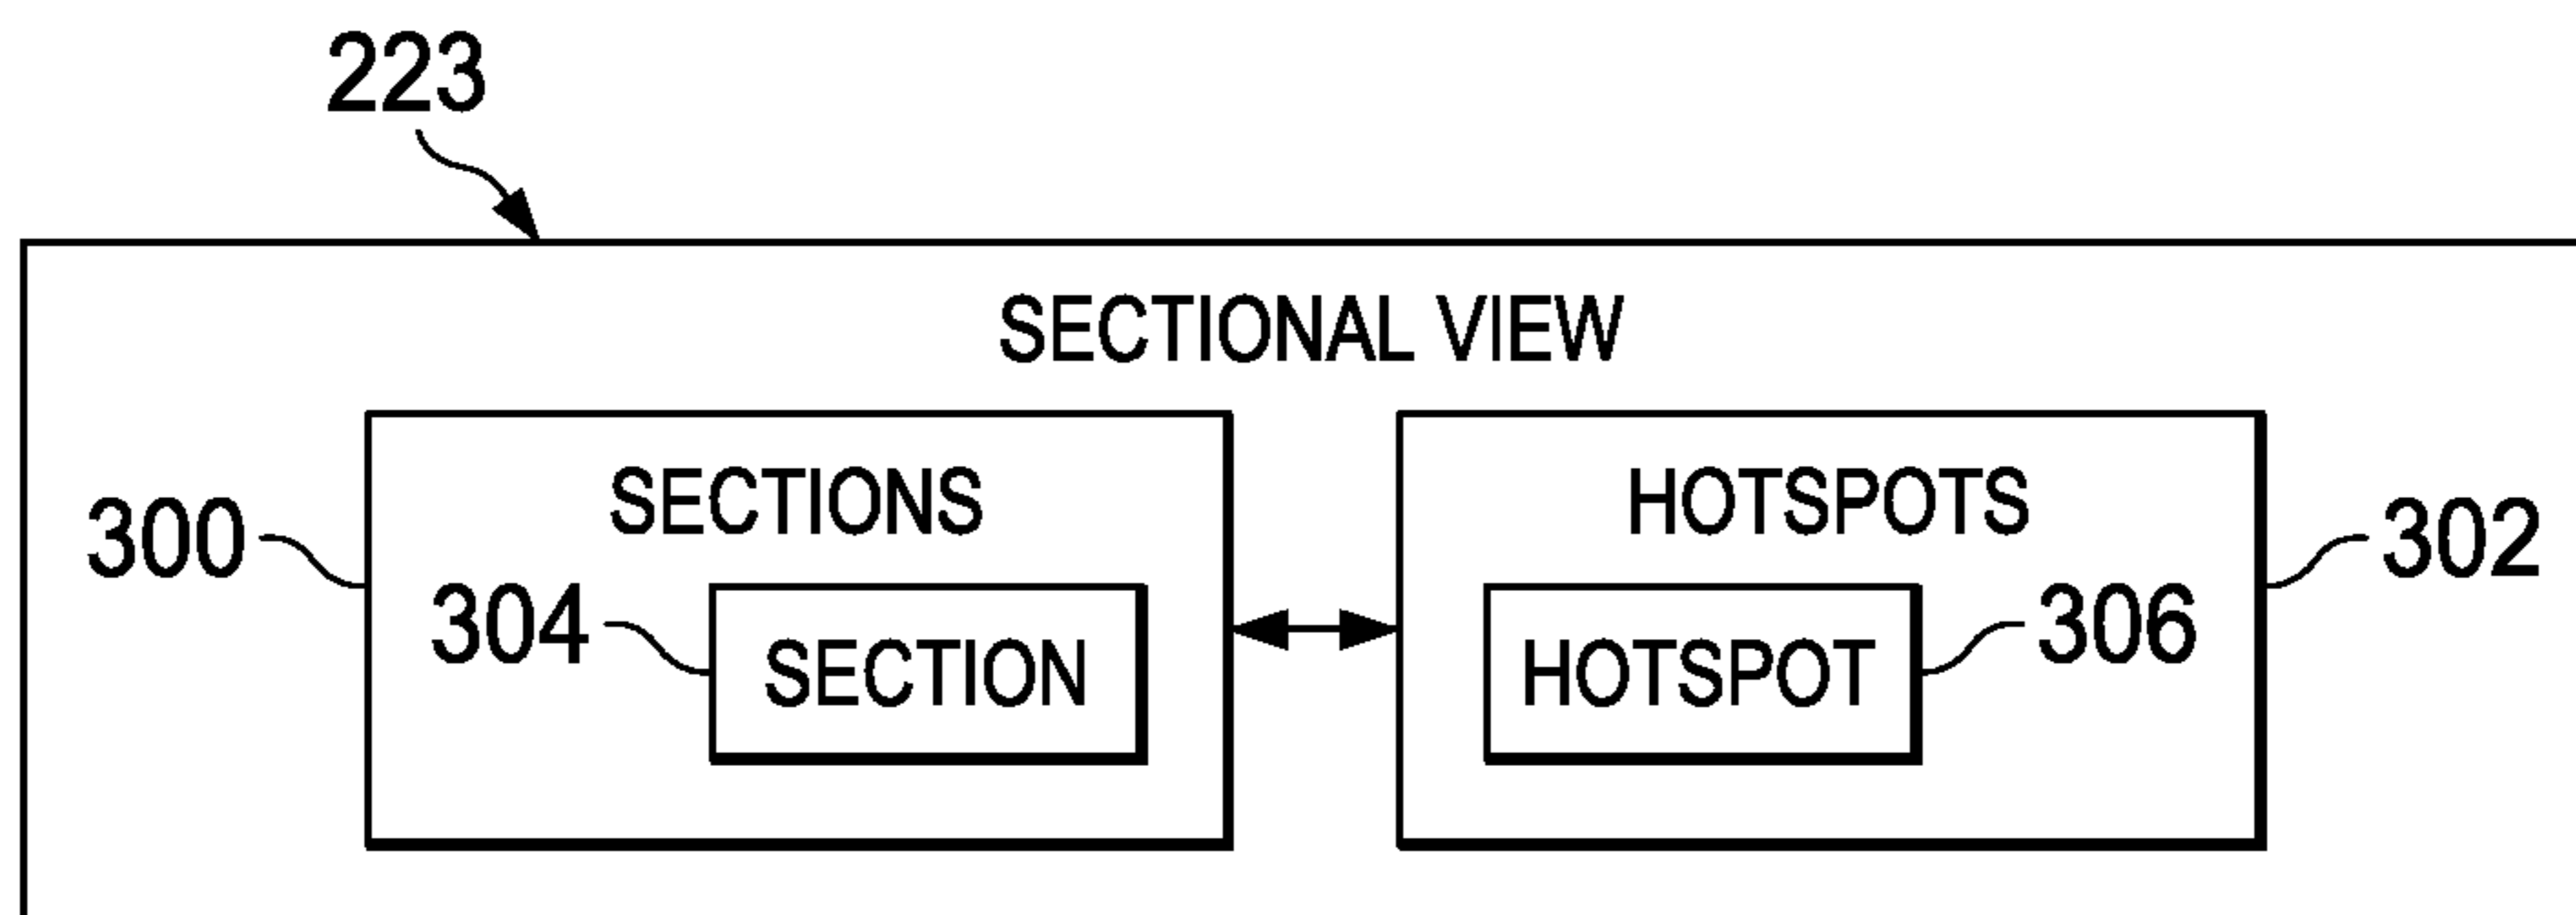 223
SECTIONAL VIEW
SECTIONS
HOTSPOTS
300
302
304
SECTION
HOTSPOT
306